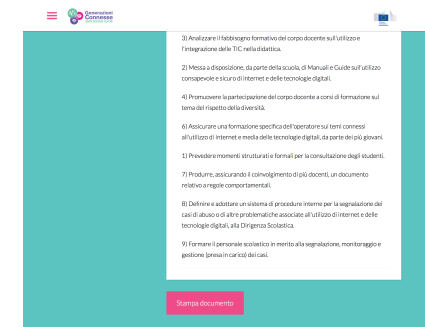 Generazioni
Connesse
3) Analizzare il fabbisogno formativo del corpo docente sull'utilizzo e
l'integrazione delle TIC nella didattica.
2) Messa a disposizione, da parte della scuola, di Manuali e Guide sull'utilizzo
consapevole e sicuro di internet e delle tecnologie digitali.
4) Promuovere la partecipazione del corpo docente a corsi di formazione sul
tema del rispetto della diversità.
6) Assicurare una formazione specifica dell'operatore sui temi connessi
all'utilizzo di Internet e media delle tecnologie digitali, da parte dei più giovani.
1) Prevedere momenti strutturati e formali per la consultazione degli studenti.
7) Produrre, assicurando il coinvolgimento di più docenti, un documento
relativo a regole comportamentali.
8) Definire e adottare un sistema di procedure interne per la segnalazione dei
casi di abuso o di altre problematiche associate all'utilizzo di internet e delle
tecnologie digitali, alla Dirigenza Scolastica.
9) Formare il personale scolastico in merito alla segnalazione, monitoraggio e
gestione (presa in carico) dei casi.
Stampa documento